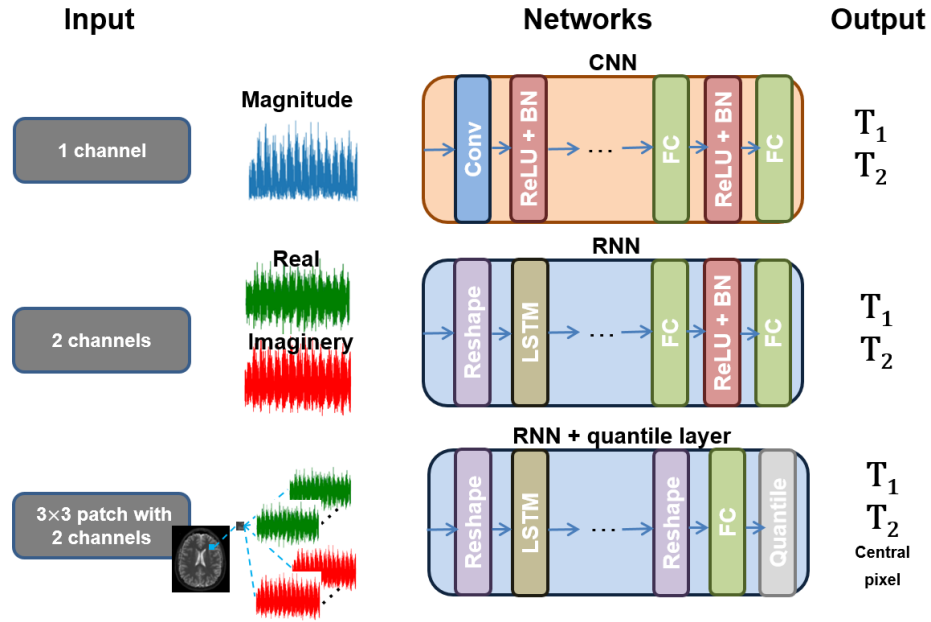 Input
Networks
Output
CNN
Magnitude
1 channel
Conv
ReLU + BN
...
FC
ReLU + BN
FC
T1
T2
RNN
Real
Imaginery
2 channels
Reshape
LSTM
...
FC
ReLU + BN
FC
T1
T2
RNN + quantile layer
3×3 patch with
2 channels
Reshape
LSTM
...
Reshape
FC
Quantile
T1
T2
Central
pixel